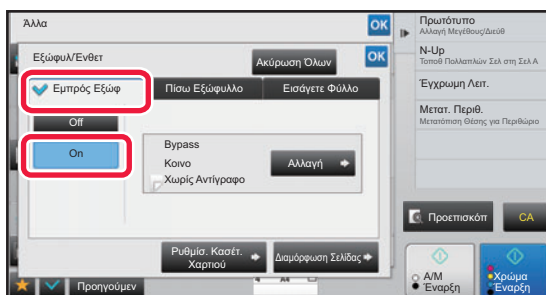 Άλλα
OK
Εξώφυλ/Ένθετ
Ακύρωση Όλων
OK
Εμπρός Εξώφ
Πίσω Εξώφυλλο
Εισάγετε Φύλλο
Off
On
Bypass
Κοινο
Χωρίς Αντίγραφο
Αλλαγή
Ρυθμίσ. Κασέτ.
Χαρτιού
Διαμόρφωση Σελίδας
Προηγούμεν
A4
Πρωτότυπο
Αλλαγή Μεγέθους/Διεύθ
N-Up
Τοποθ Πολλαπλών Σελ στη Σελ Α
Έγχρωμη Λειτ.
Μετατ. Περιθ.
Μετατόπιση Θέσης για Περιθώριο
Προεπισκόπ
CA
Α/Μ
Έναρξη
Χρώμα
Έναρξη